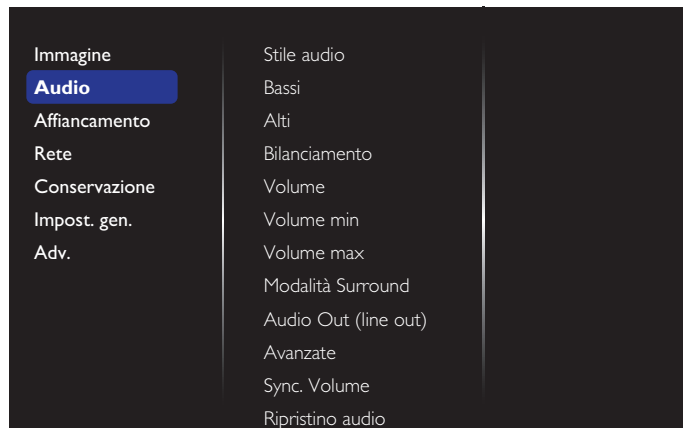 Immagine
Audio
Affiancamento
Rete
Conservazione
Impost. gen.
Adv.
Stile audio
Bassi
Alti
Bilanciamento
Volume
Volume min
Volume max
Modalità Surround
Audio Out (line out)
Avanzate
Sync. Volume
Ripristino audio